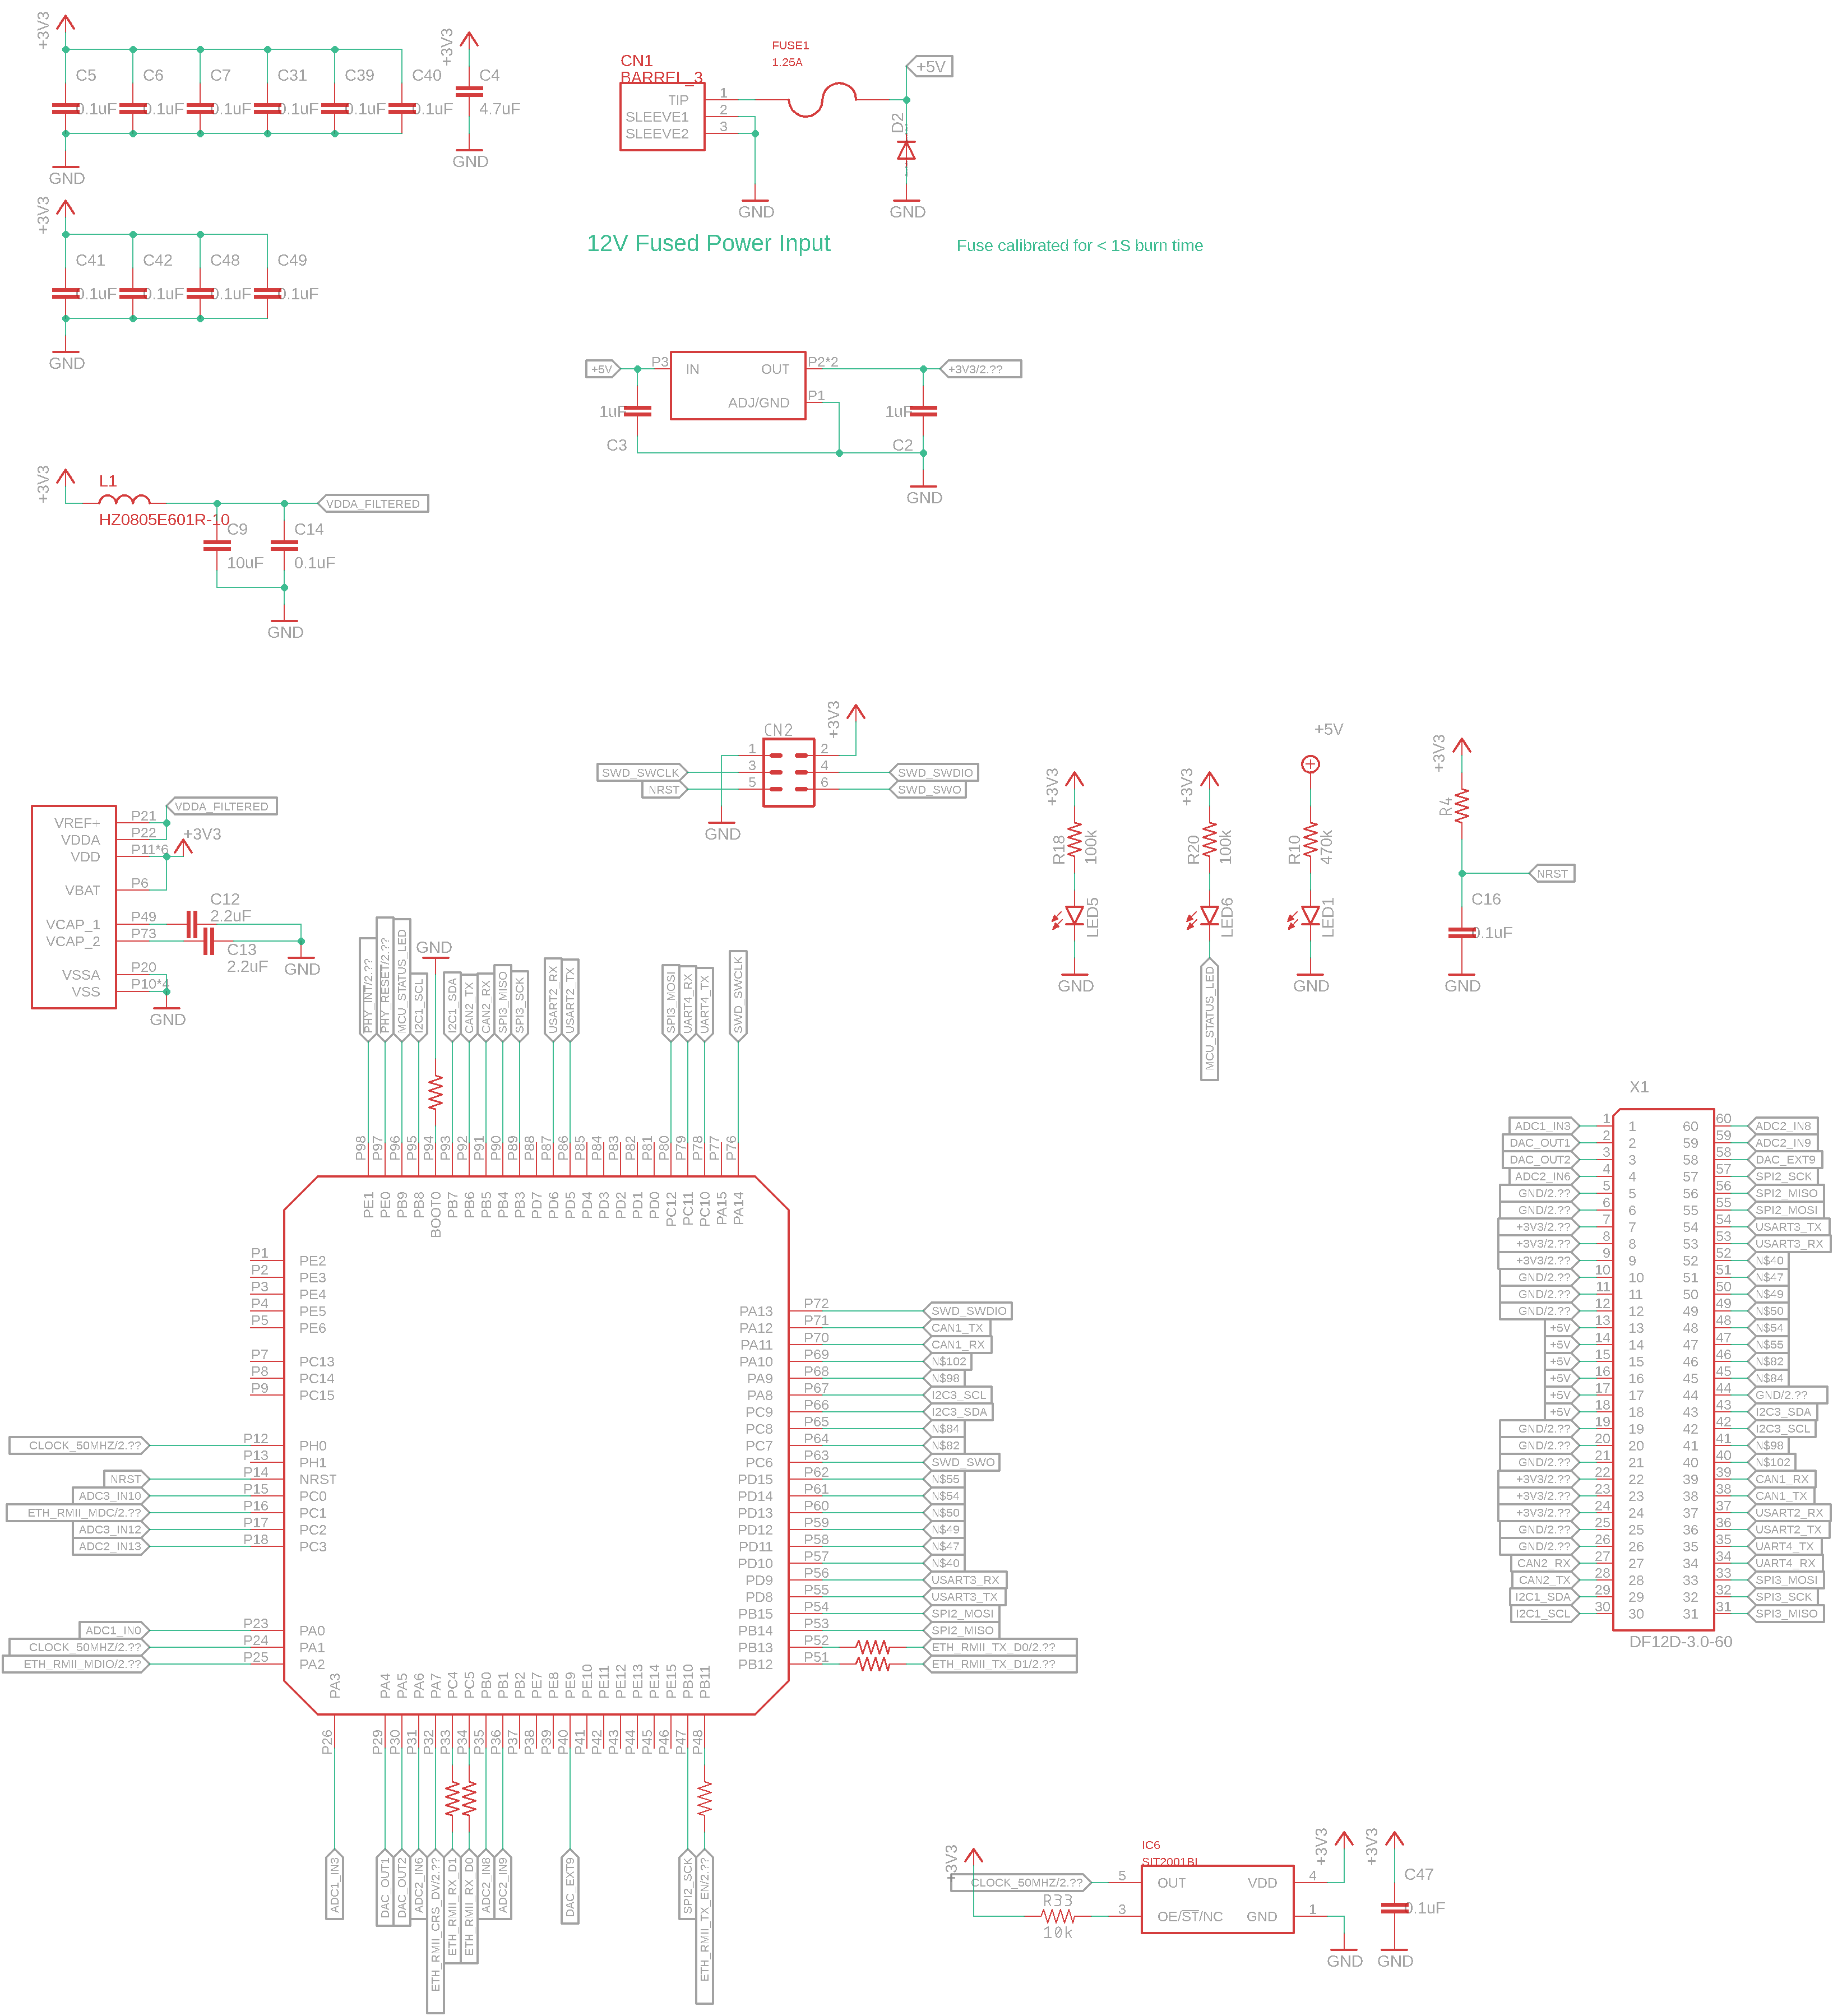 +3V3
C5
C6
C7
C31
C39
C40
0.1uF
0.1uF
0.1uF
0.1uF
0.1uF
0.1uF
GND
+3V3
C4
4.7uF
GND
CN1
BARREL_3
TIP 1
SLEEVE1 2
SLEEVE2 3
GND
FUSE1
1.25A
+5V
D2
GND
12V Fused Power Input
Fuse calibrated for < 1S burn time
+3V3
C41
C42
C48
C49
0.1uF
0.1uF
0.1uF
0.1uF
GND
+5V
P3 IN
OUT P2*2
ADJ/GND P1
+3V3/2.??
1uF
C3
1uF
C2
GND
+3V3
L1
HZ0805E601R-10
VDDA_FILTERED
C9
10uF
C14
0.1uF
GND
VREF+ P21
VDDA P22
VDD P11*6
VBAT P6
VCAP_1 P49
VCAP_2 P73
VSSA P20
VSS P10*4
VDDA_FILTERED
+3V3
C12
2.2uF
C13
2.2uF
GND
GND
CN2
+3V3
1 2
SWD_SWCLK 3 4 SWD_SWDIO
NRST 5 6 SWD_SWO
GND
+3V3
R18
100k
LED5
GND
+3V3
R20
100k
LED6
MCU_STATUS_LED
+5V
R10
470k
LED1
GND
+3V3
R4
NRST
C16
0.1uF
GND
PHY_INT/2.?? P98 PE1
PHY_RESET/2.?? P97 PE0
MCU_STATUS_LED P96 PB9
I2C1_SCL P95 PB8
GND P94 BOOT0
I2C1_SDA P93 PB7
CAN2_TX P92 PB6
CAN2_RX P91 PB5
SPI3_MISO P90 PB4
SPI3_SCK P89 PB3
P88 PD7
USART2_RX P87 PD6
USART2_TX P86 PD5
P85 PD4
P84 PD3
P83 PD2
P82 PD1
P81 PD0
SPI3_MOSI P80 PC12
UART4_RX P79 PC11
UART4_TX P78 PC10
P77 PA15
SWD_SWCLK P76 PA14
P1 PE2
P2 PE3
P3 PE4
P4 PE5
P5 PE6
P7 PC13
P8 PC14
P9 PC15
CLOCK_50MHZ/2.?? P12 PH0
P13 PH1
NRST P14 NRST
ADC3_IN10 P15 PC0
ETH_RMII_MDC/2.?? P16 PC1
ADC3_IN12 P17 PC2
ADC2_IN13 P18 PC3
ADC1_IN0 P23 PA0
CLOCK_50MHZ/2.?? P24 PA1
ETH_RMII_MDIO/2.?? P25 PA2
PA13 P72 SWD_SWDIO
PA12 P71 CAN1_TX
PA11 P70 CAN1_RX
PA10 P69 N$102
PA9 P68 N$98
PA8 P67 I2C3_SCL
PC9 P66 I2C3_SDA
PC8 P65 N$84
PC7 P64 N$82
PC6 P63 SWD_SWO
PD15 P62 N$55
PD14 P61 N$54
PD13 P60 N$50
PD12 P59 N$49
PD11 P58 N$47
PD10 P57 N$40
PD9 P56 USART3_RX
PD8 P55 USART3_TX
PB15 P54 SPI2_MOSI
PB14 P53 SPI2_MISO
PB13 P52 ETH_RMII_TX_D0/2.??
PB12 P51 ETH_RMII_TX_D1/2.??
PA3 P26 ADC1_IN3
PA4 P29 DAC_OUT1
PA5 P30 DAC_OUT2
PA6 P31 ADC2_IN6
PA7 P32 ETH_RMII_CRS_DV/2.??
PC4 P33 ETH_RMII_RX_D1
PC5 P34 ETH_RMII_RX_D0
PB0 P35 ADC2_IN8
PB1 P36 ADC2_IN9
PB2 P37
PE7 P38
PE8 P39
PE9 P40 DAC_EXT9
PE10 P41
PE11 P42
PE12 P43
PE13 P44
PE14 P45
PE15 P46
PB10 P47 SPI2_SCK
PB11 P48 ETH_RMII_TX_EN/2.??
X1
ADC1_IN3 1 1 60 60 ADC2_IN8
DAC_OUT1 2 2 59 59 ADC2_IN9
DAC_OUT2 3 3 58 58 DAC_EXT9
ADC2_IN6 4 4 57 57 SPI2_SCK
GND/2.?? 5 5 56 56 SPI2_MISO
GND/2.?? 6 6 55 55 SPI2_MOSI
+3V3/2.?? 7 7 54 54 USART3_TX
+3V3/2.?? 8 8 53 53 USART3_RX
+3V3/2.?? 9 9 52 52 N$40
GND/2.?? 10 10 51 51 N$47
GND/2.?? 11 11 50 50 N$49
GND/2.?? 12 12 49 49 N$50
+5V 13 13 48 48 N$54
+5V 14 14 47 47 N$55
+5V 15 15 46 46 N$82
+5V 16 16 45 45 N$84
+5V 17 17 44 44 GND/2.??
+5V 18 18 43 43 I2C3_SDA
GND/2.?? 19 19 42 42 I2C3_SCL
GND/2.?? 20 20 41 41 N$98
GND/2.?? 21 21 40 40 N$102
+3V3/2.?? 22 22 39 39 CAN1_RX
+3V3/2.?? 23 23 38 38 CAN1_TX
+3V3/2.?? 24 24 37 37 USART2_RX
GND/2.?? 25 25 36 36 USART2_TX
GND/2.?? 26 26 35 35 UART4_TX
CAN2_RX 27 27 34 34 UART4_RX
CAN2_TX 28 28 33 33 SPI3_MOSI
I2C1_SDA 29 29 32 32 SPI3_SCK
I2C1_SCL 30 30 31 31 SPI3_MISO
DF12D-3.0-60
+3V3
CLOCK_50MHZ/2.??
R33
10k
IC6
SIT2001BI
5 OUT VDD 4
3 OE/ST/NC GND 1
+3V3
GND
+3V3
C47
0.1uF
GND